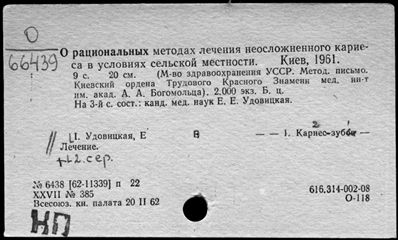 О
66439
О рациональных методах лечения неосложненного карие-
са в условиях сельской местности. Киев, 1961.
9 с. 20 см. (М-во здравоохранения УССР. Метод. письмо.
Киевский ордена Трудового Красного Знамени мед. ин-т
им. акад. А. А. Богомольца). 2.000 экз. Б. ц.
На 3-й с. сост.: канд. мед. наук Е. Е. Удовицкая.
I. Удовицкая, Е
— 1. Кариес зубов
Лечение.
2 сер.
№ 6438 [62-11339] п 22
XXVII № 385
Всесоюз. кн. палата 20 II 62
616.314-002-08
О-118
НП